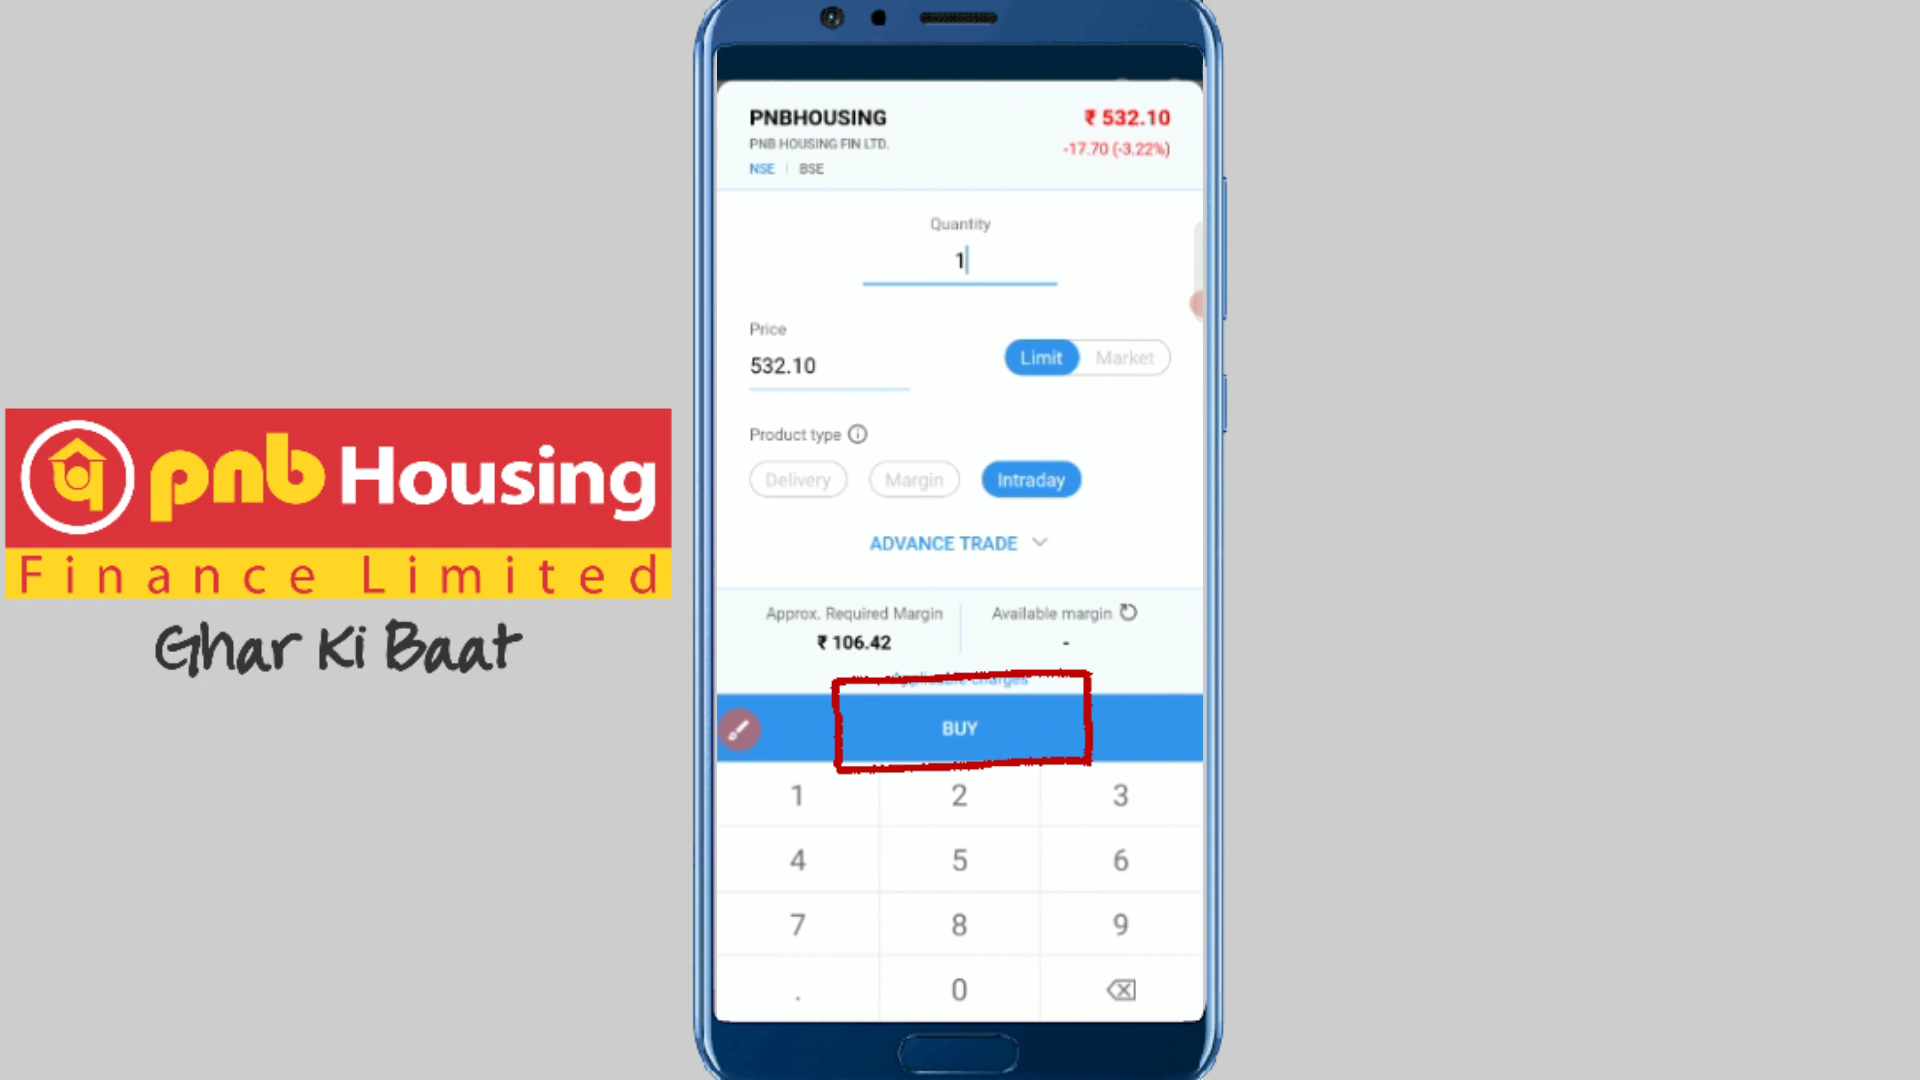 pnb Housing
Finance Limited
Ghar Ki Baat
PNBHOUSING
₹ 532.10
PNB HOUSING FIN LTD.
-17.70 (-3.22%)
NSE | BSE
Quantity
1
Price
532.10
Limit
Market
Product type
Delivery
Margin
Intraday
ADVANCE TRADE
Approx. Required Margin
₹ 106.42
Available margin
-
Applicable charges
BUY
1 2 3
4 5 6
7 8 9
. 0